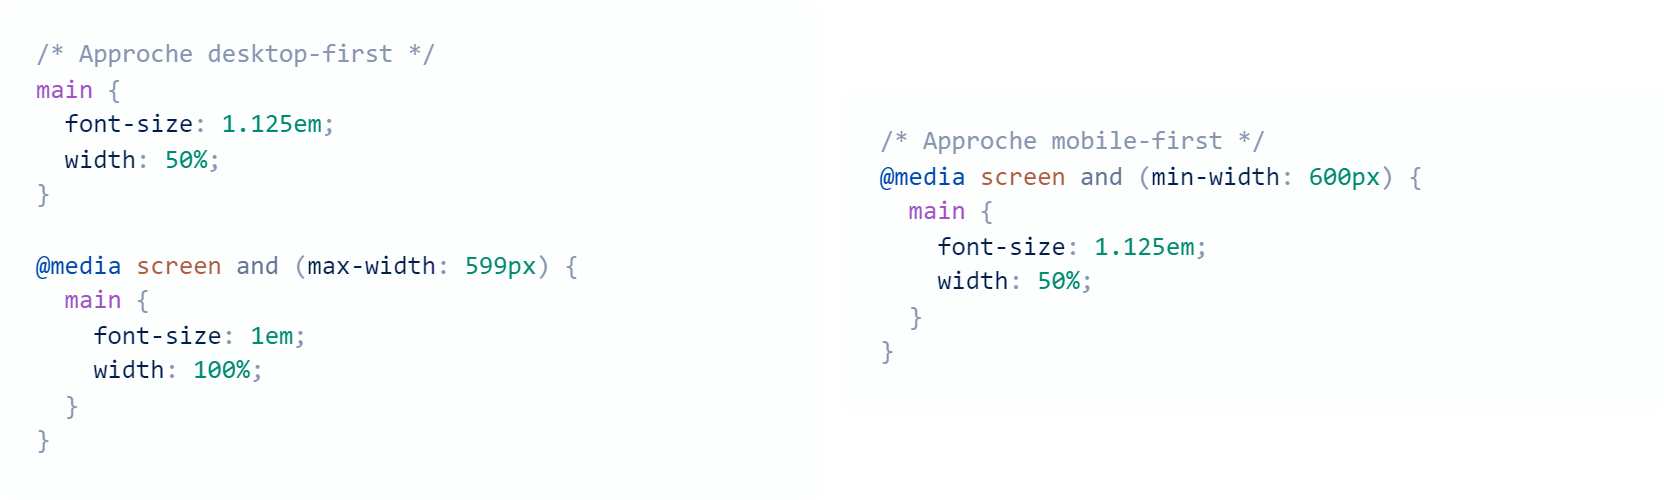 /* Approche desktop-first */
main {
  font-size: 1.125em;
  width: 50%;
}

@media screen and (max-width: 599px) {
  main {
    font-size: 1em;
    width: 100%;
  }
}

/* Approche mobile-first */
@media screen and (min-width: 600px) {
  main {
    font-size: 1.125em;
    width: 50%;
  }
}